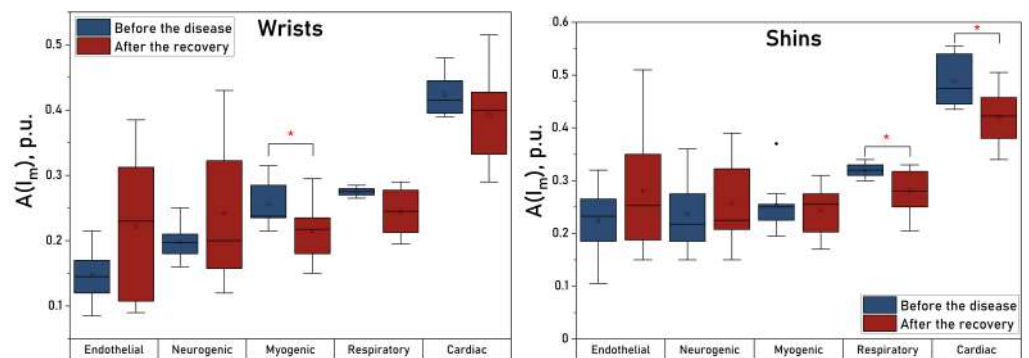 Before the disease
After the recovery
Wrists
A(Iₘ), p.u.
0.5
0.4
0.3
0.2
0.1
*
Endothelial Neurogenic Myogenic Respiratory Cardiac
Shins
A(Iₘ), p.u.
0.6
0.5
0.4
0.3
0.2
0.1
0
*
*
Before the disease
After the recovery
Endothelial Neurogenic Myogenic Respiratory Cardiac